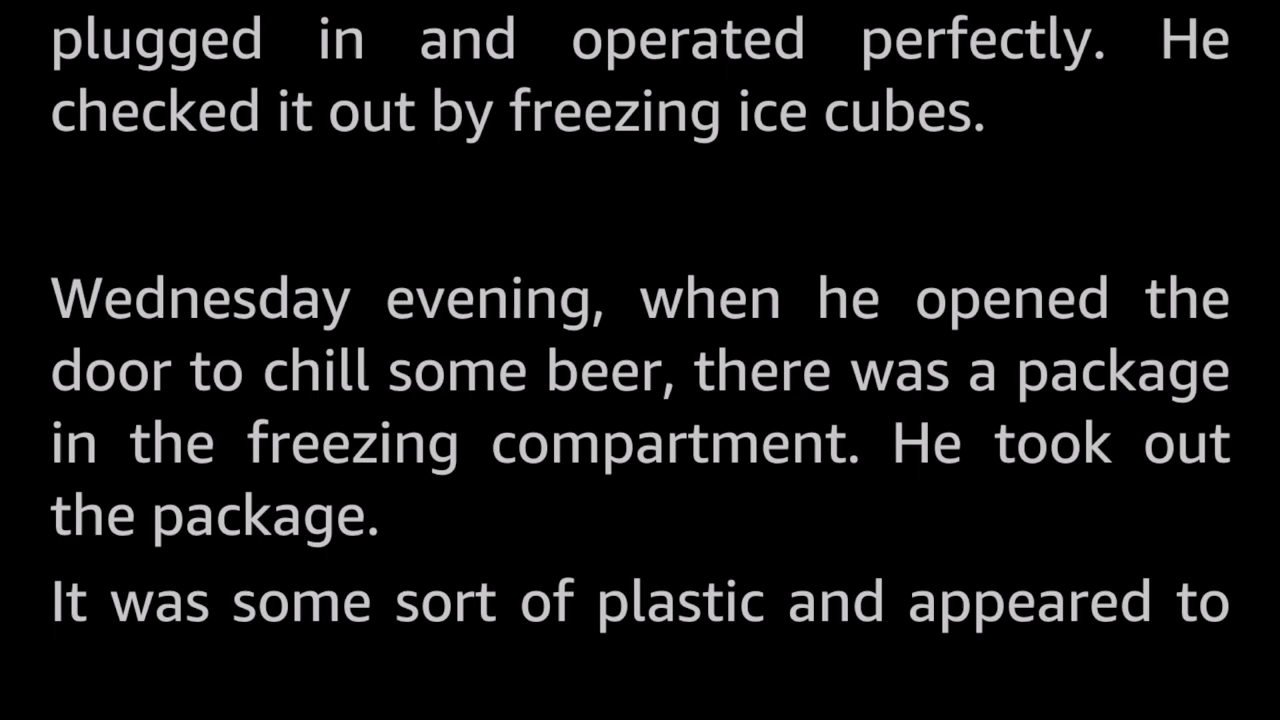 plugged in and operated perfectly. He
checked it out by freezing ice cubes.
Wednesday evening, when he opened the
door to chill some beer, there was a package
in the freezing compartment. He took out
the package.
It was some sort of plastic and appeared to